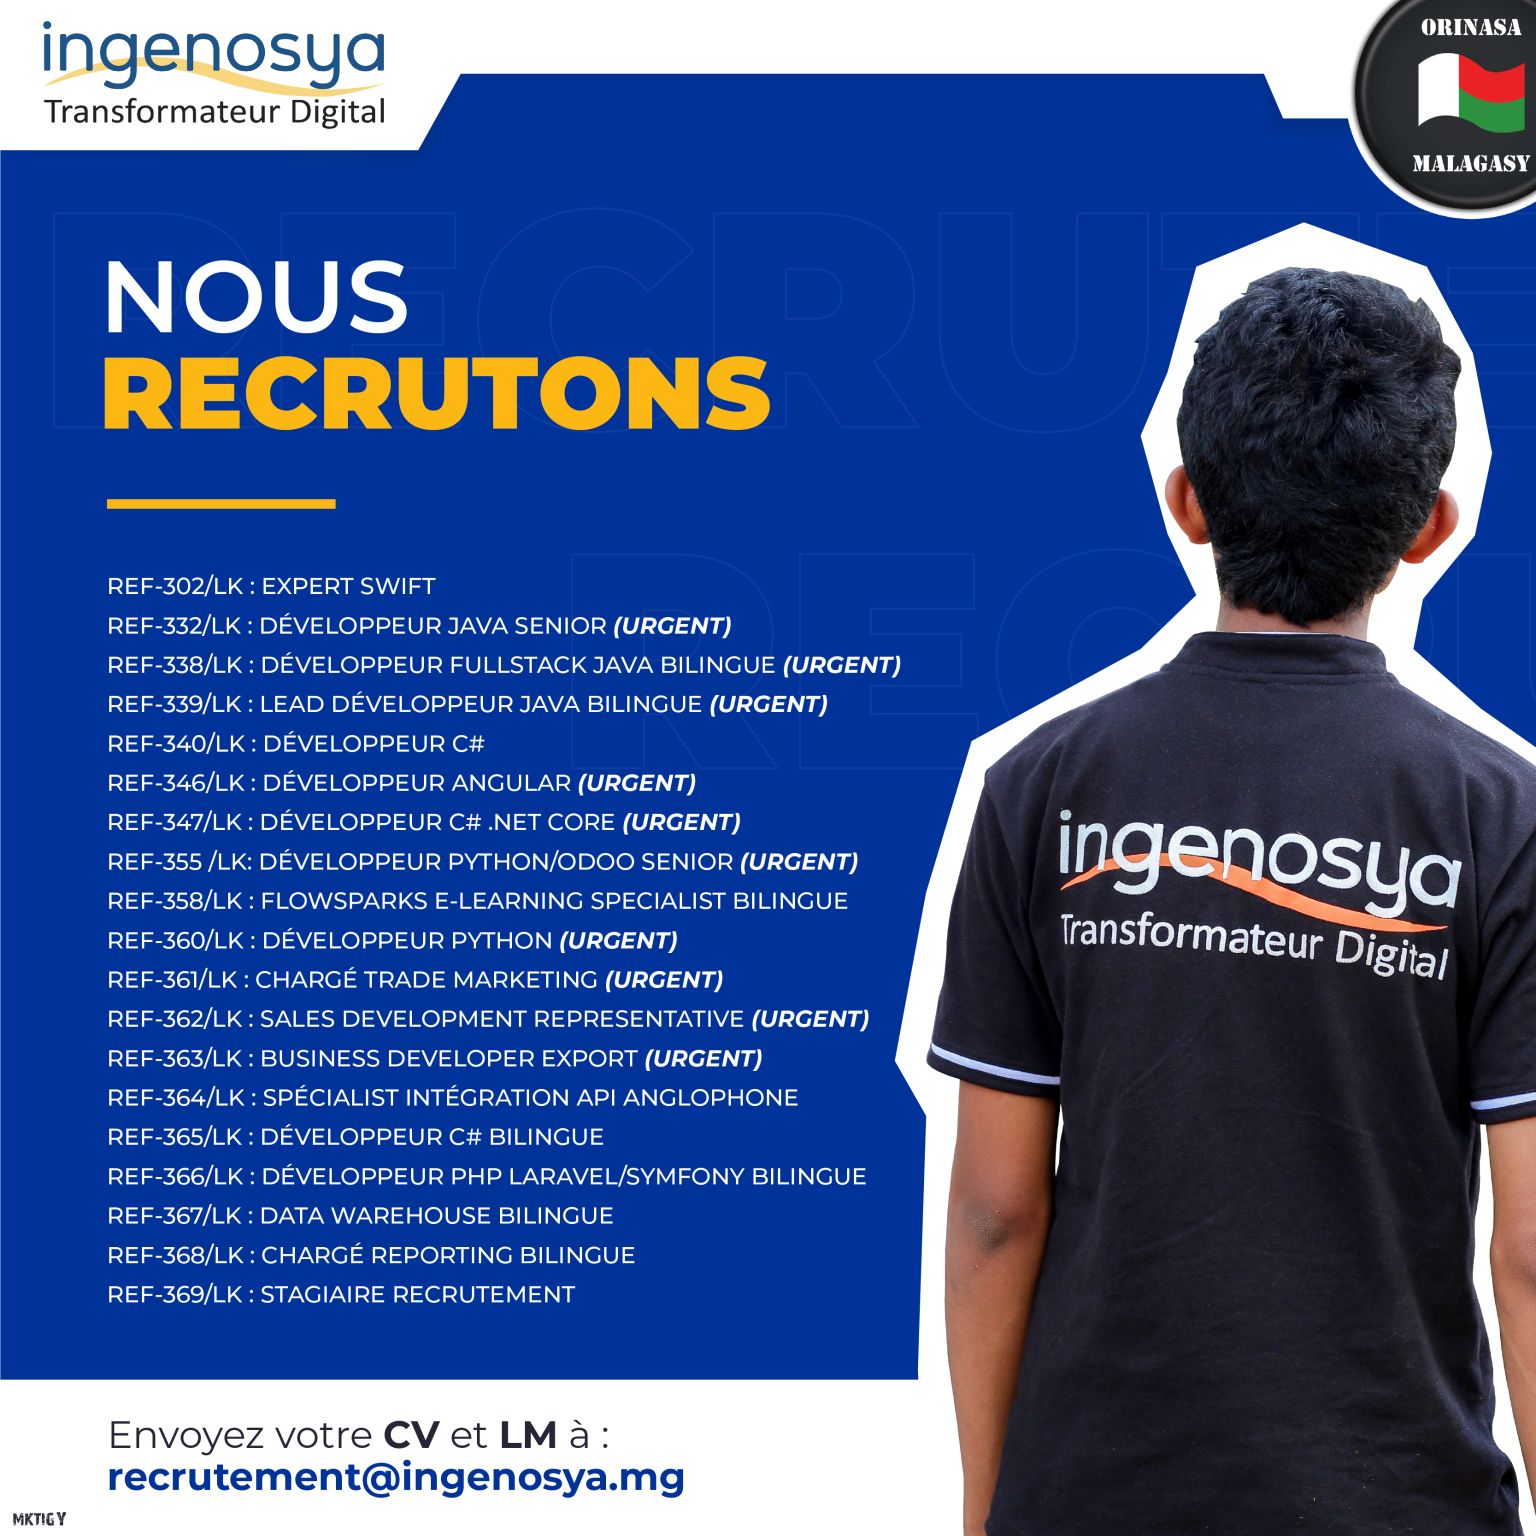 ingenosya
Transformateur Digital
ORINASA
MALAGASY
NOUS
RECRUTONS
REF-302/LK : EXPERT SWIFT
REF-332/LK : DÉVELOPPEUR JAVA SENIOR (URGENT)
REF-338/LK : DÉVELOPPEUR FULLSTACK JAVA BILINGUE (URGENT)
REF-339/LK : LEAD DÉVELOPPEUR JAVA BILINGUE (URGENT)
REF-340/LK : DÉVELOPPEUR C#
REF-346/LK : DÉVELOPPEUR ANGULAR (URGENT)
REF-347/LK : DÉVELOPPEUR C# .NET CORE (URGENT)
REF-355 /LK: DÉVELOPPEUR PYTHON/ODOO SENIOR (URGENT)
REF-358/LK : FLOWSPARKS E-LEARNING SPECIALIST BILINGUE
REF-360/LK : DÉVELOPPEUR PYTHON (URGENT)
REF-361/LK : CHARGÉ TRADE MARKETING (URGENT)
REF-362/LK : SALES DEVELOPMENT REPRESENTATIVE (URGENT)
REF-363/LK : BUSINESS DEVELOPER EXPORT (URGENT)
REF-364/LK : SPÉCIALIST INTÉGRATION API ANGLOPHONE
REF-365/LK : DÉVELOPPEUR C# BILINGUE
REF-366/LK : DÉVELOPPEUR PHP LARAVEL/SYMFONY BILINGUE
REF-367/LK : DATA WAREHOUSE BILINGUE
REF-368/LK : CHARGÉ REPORTING BILINGUE
REF-369/LK : STAGIAIRE RECRUTEMENT
ingenosya
Transformateur Digital
Envoyez votre CV et LM à :
recrutement@ingenosya.mg
MKTIGY